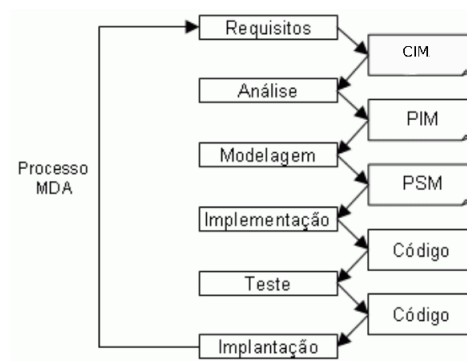 Requisitos
CIM
Análise
PIM
Modelagem
Processo
MDA
PSM
Implementação
Código
Teste
Código
Implantação